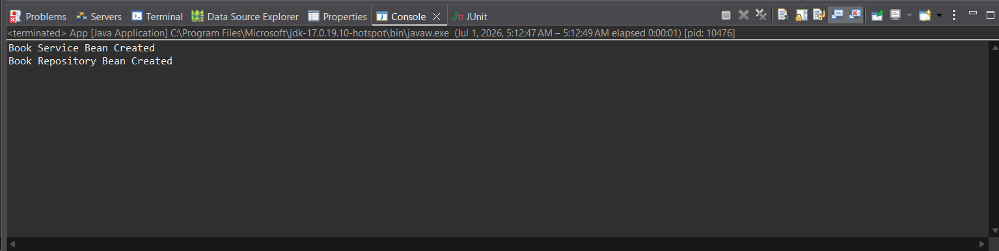 Problems Servers Terminal Data Source Explorer Properties Console JUnit
<terminated> App [Java Application] C:\Program Files\Microsoft\jdk-17.0.19.10-hotspot\bin\javaw.exe (Jul 1, 2026, 5:12:47 AM – 5:12:49 AM elapsed 0:00:01) [pid: 10476]
Book Service Bean Created
Book Repository Bean Created